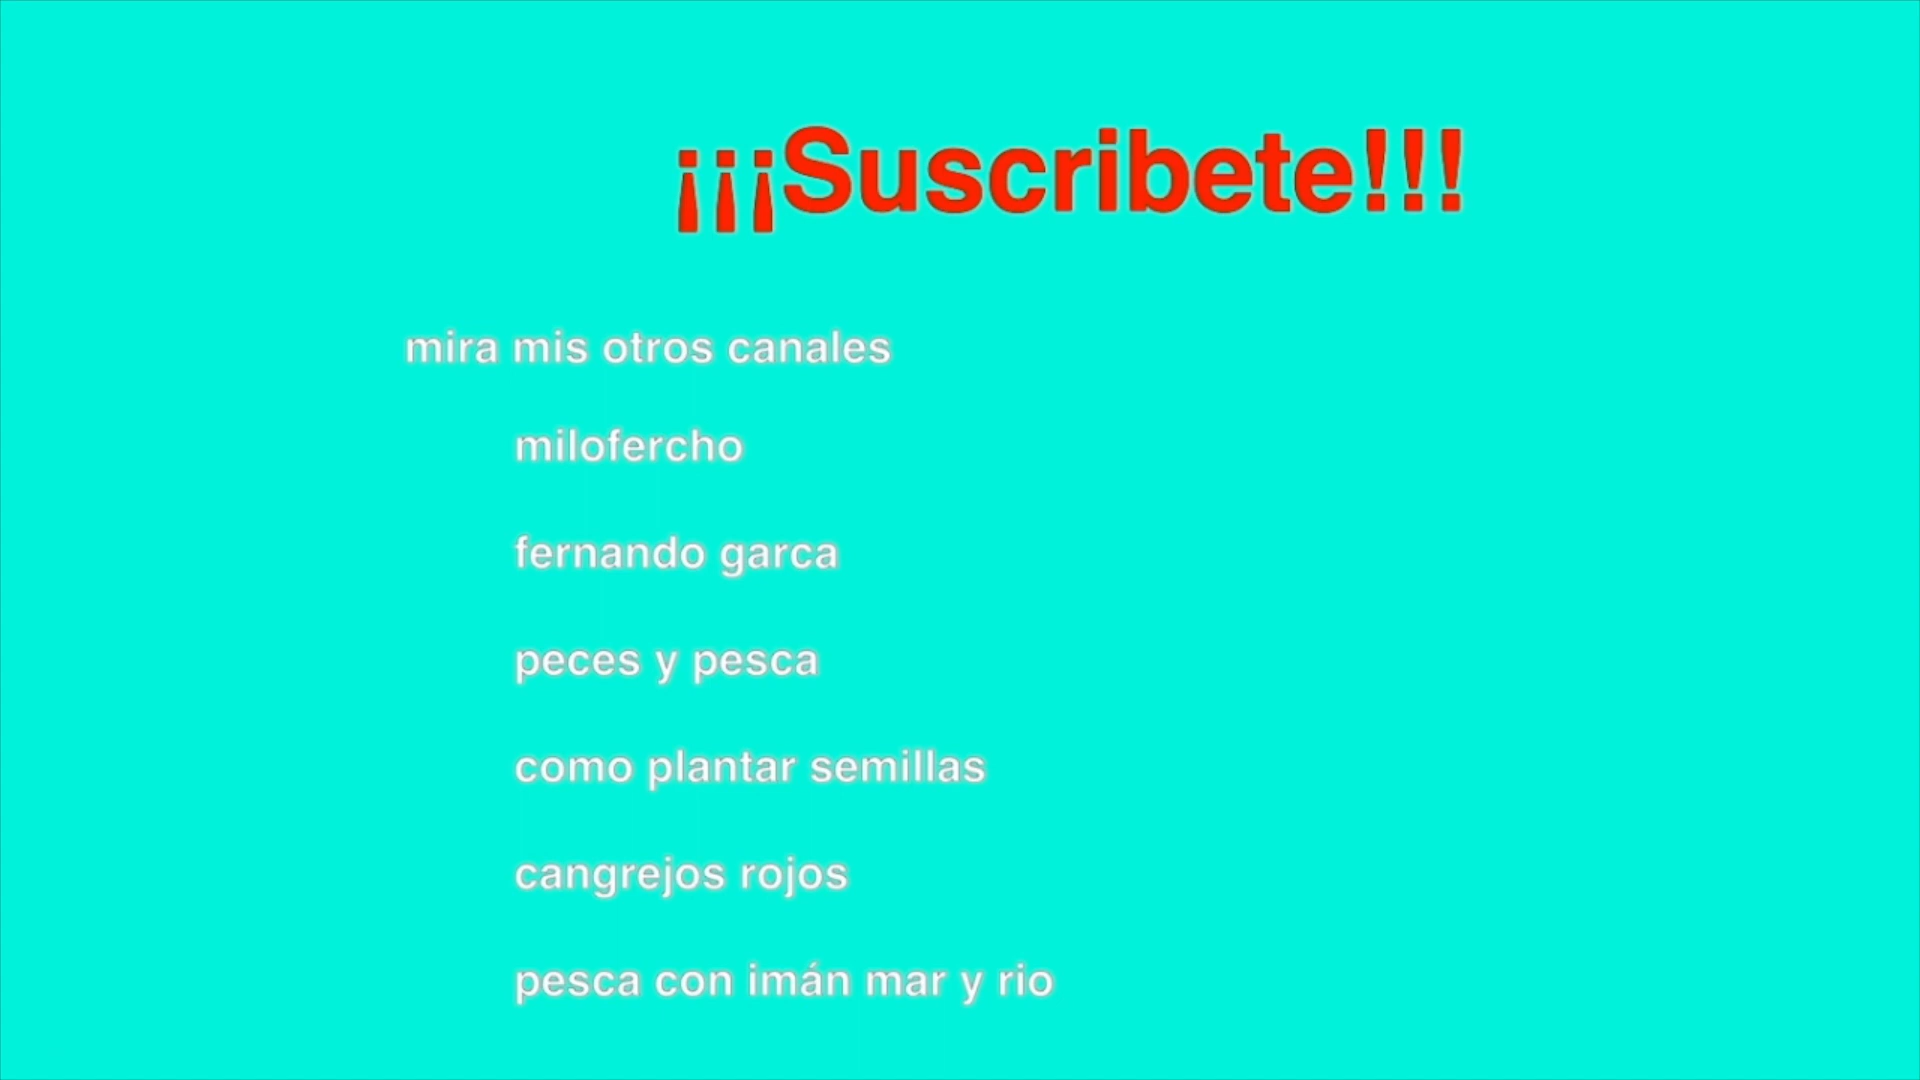 ¡¡¡Suscribete!!!
mira mis otros canales
milofercho
fernando garca
peces y pesca
como plantar semillas
cangrejos rojos
pesca con imán mar y rio